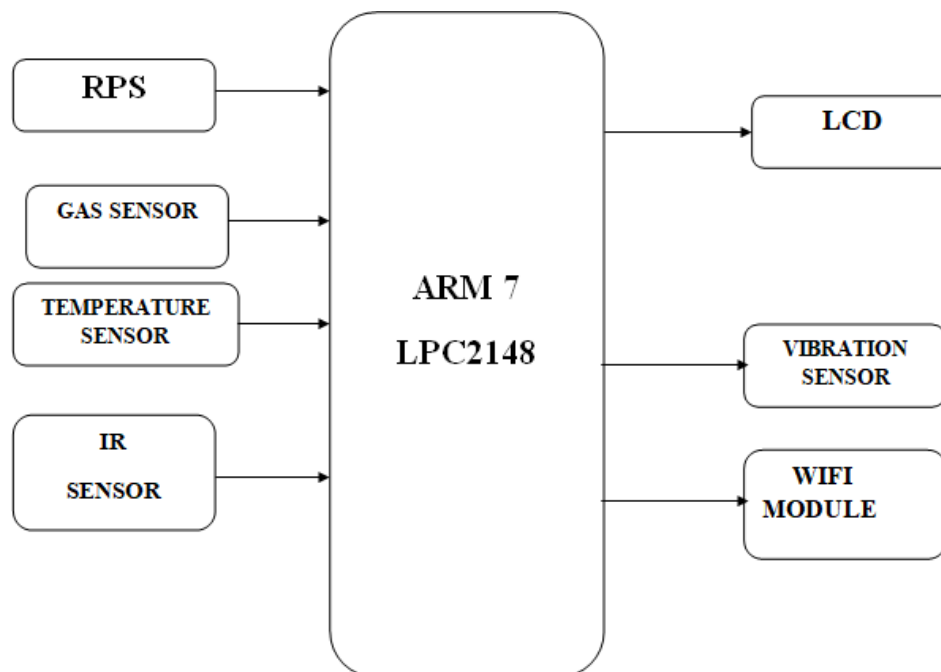 RPS
GAS SENSOR
TEMPERATURE
SENSOR
IR
SENSOR
ARM 7
LPC2148
LCD
VIBRATION
SENSOR
WIFI
MODULE